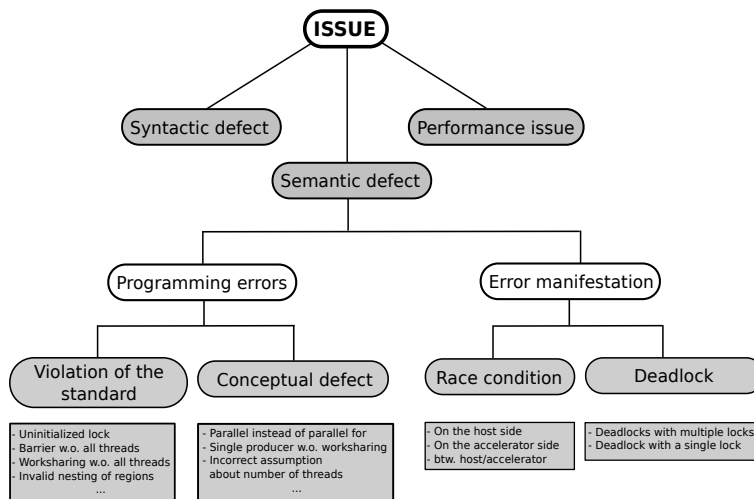 ISSUE
Syntactic defect
Performance issue
Semantic defect
Programming errors
Error manifestation
Violation of the
standard
Conceptual defect
Race condition
Deadlock
- Uninitialized lock
- Barrier w.o. all threads
- Worksharing w.o. all threads
- Invalid nesting of regions
...
- Parallel instead of parallel for
- Single producer w.o. worksharing
- Incorrect assumption
about number of threads
...
- On the host side
- On the accelerator side
- btw. host/accelerator
- Deadlocks with multiple locks
- Deadlock with a single lock